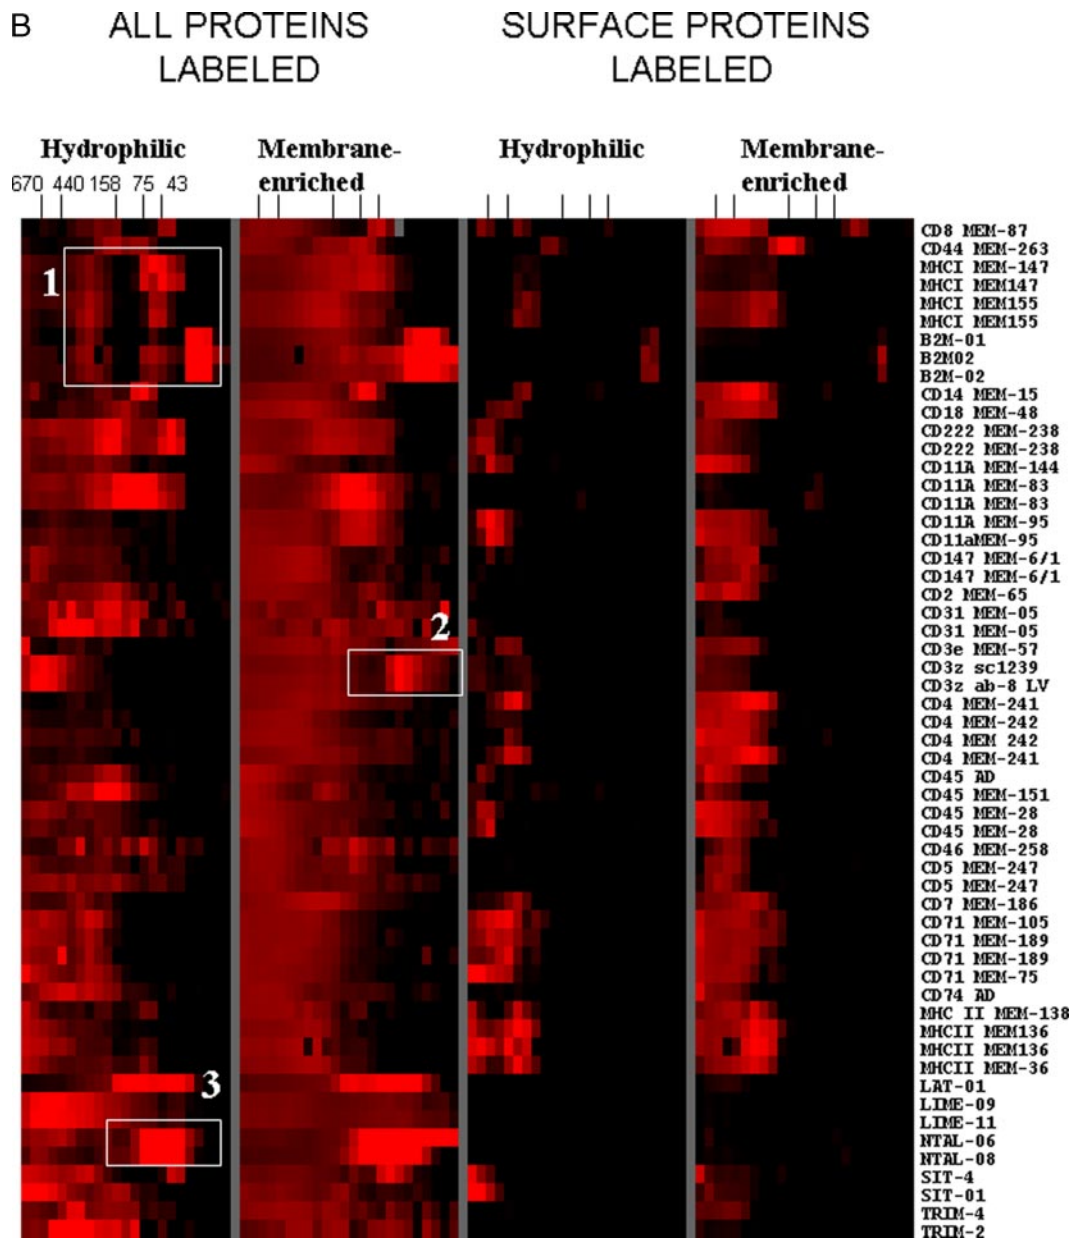 B
ALL PROTEINS
LABELED
SURFACE PROTEINS
LABELED
Hydrophilic
Membrane-
enriched
Hydrophilic
Membrane-
enriched
670 440 158 75 43
1
2
3
CD8 MEM-87
CD44 MEM-263
MHCI MEM-147
MHCI MEM147
MHCI MEM155
MHCI MEM155
B2M-01
B2M02
B2M-02
CD14 MEM-15
CD18 MEM-48
CD222 MEM-238
CD222 MEM-238
CD11A MEM-144
CD11A MEM-83
CD11A MEM-83
CD11A MEM-95
CD11aMEM-95
CD147 MEM-6/1
CD147 MEM-6/1
CD2 MEM-65
CD31 MEM-05
CD31 MEM-05
CD3e MEM-57
CD3z sc1239
CD3z ab-8 LV
CD4 MEM-241
CD4 MEM-242
CD4 MEM 242
CD4 MEM-241
CD45 AD
CD45 MEM-151
CD45 MEM-28
CD45 MEM-28
CD46 MEM-258
CD5 MEM-247
CD5 MEM-247
CD7 MEM-186
CD71 MEM-105
CD71 MEM-189
CD71 MEM-189
CD71 MEM-75
CD74 AD
MHC II MEM-138
MHCII MEM136
MHCII MEM136
MHCII MEM-36
LAT-01
LIME-09
LIME-11
NTAL-06
NTAL-08
SIT-4
SIT-01
TRIM-4
TRIM-2